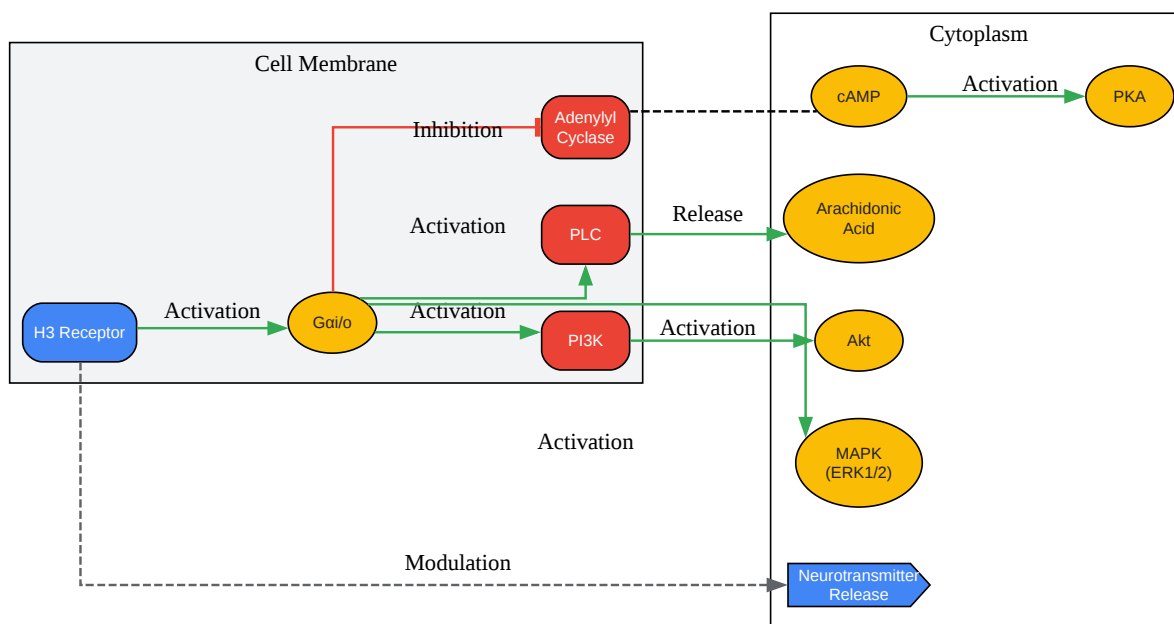 Cytoplasm
Cell Membrane
cAMP
Activation
PKA
Adenylyl
Cyclase
Inhibition
Arachidonic
Acid
Release
Activation
PLC
H3 Receptor
Activation
Gαi/o
Activation
PI3K
Activation
Akt
Activation
MAPK
(ERK1/2)
Modulation
Neurotransmitter
Release